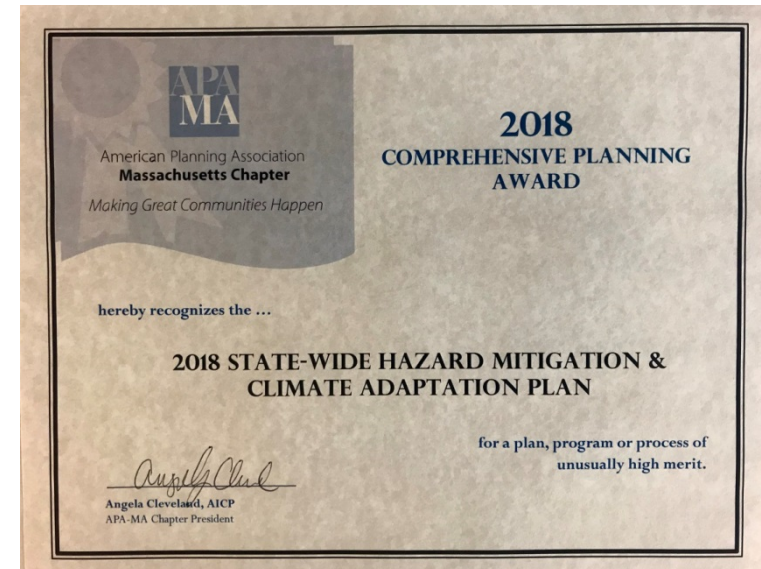 APA
MA
American Planning Association
Massachusetts Chapter
Making Great Communities Happen
2018
COMPREHENSIVE PLANNING
AWARD
hereby recognizes the ...
2018 STATE-WIDE HAZARD MITIGATION &
CLIMATE ADAPTATION PLAN
for a plan, program or process of
unusually high merit.
Angela Cleveland, AICP
APA-MA Chapter President